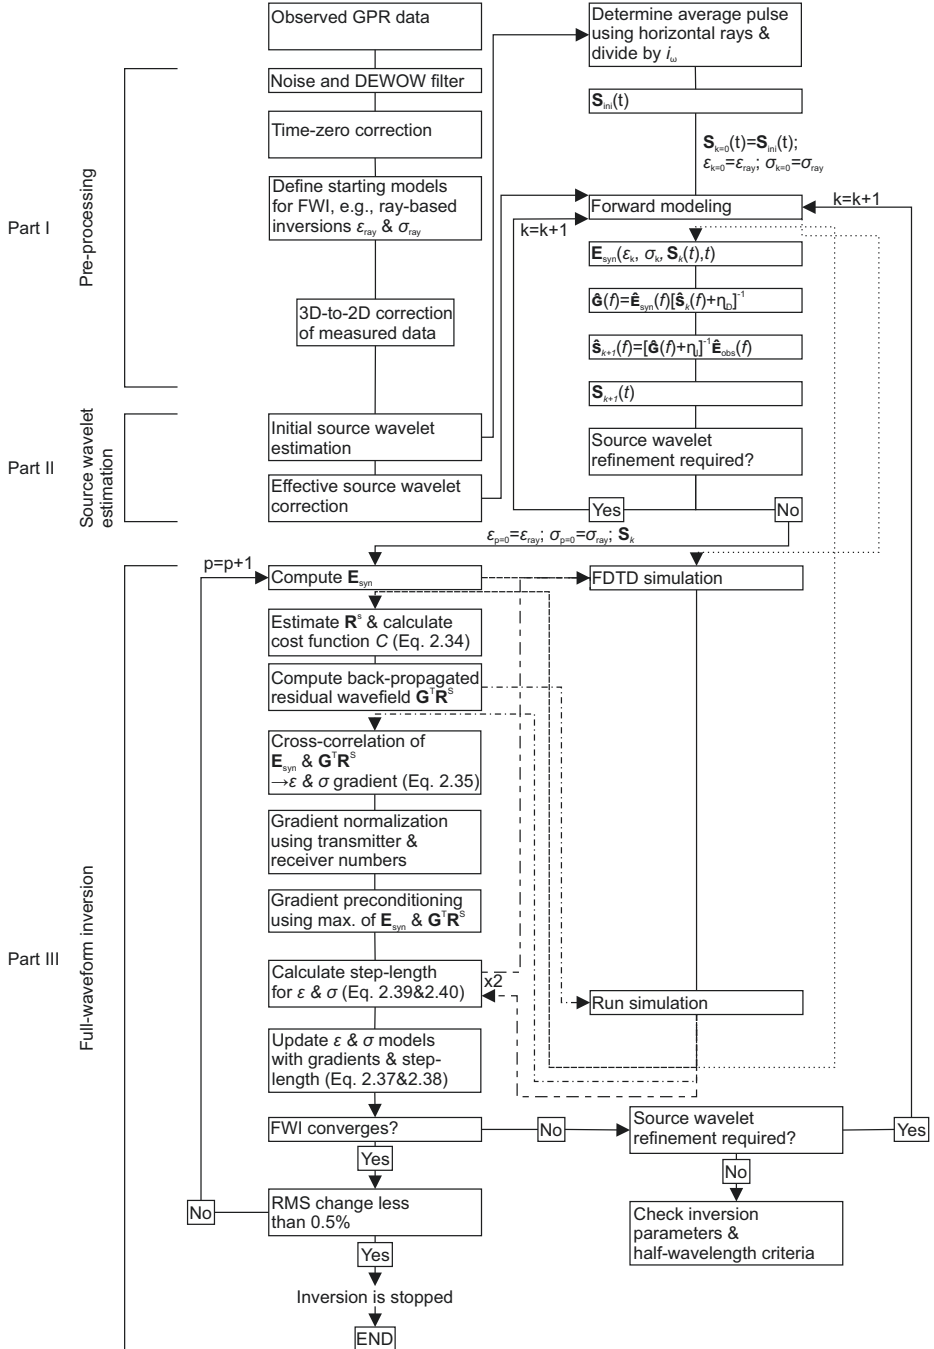 Observed GPR data
Noise and DEWOW filter
Time-zero correction
Define starting models
for FWI, e.g., ray-based
inversions ε_ray & σ_ray
3D-to-2D correction
of measured data
Part I
Pre-processing
Initial source wavelet
estimation
Effective source wavelet
correction
Part II
Source wavelet
estimation
Determine average pulse
using horizontal rays &
divide by i_ω
S_ini(t)
S_k=0(t)=S_ini(t);
ε_k=0=ε_ray; σ_k=0=σ_ray
Forward modeling
k=k+1
k=k+1
E_syn(ε_k, σ_k, S_k(t),t)
Ĝ(f)=Ê_syn(f)[Ŝ_k(f)+η_D]⁻¹
Ŝ_k+1(f)=[Ĝ(f)+η_I]⁻¹Ê_obs(f)
S_k+1(t)
Source wavelet
refinement required?
Yes
No
ε_p=0=ε_ray; σ_p=0=σ_ray; S_k
p=p+1
Compute E_syn
FDTD simulation
Estimate Rˢ & calculate
cost function C (Eq. 2.34)
Compute back-propagated
residual wavefield GᵀRˢ
Cross-correlation of
E_syn & GᵀRˢ
→ε & σ gradient (Eq. 2.35)
Gradient normalization
using transmitter &
receiver numbers
Gradient preconditioning
using max. of E_syn & GᵀRˢ
Part III
Full-waveform inversion
Calculate step-length
for ε & σ (Eq. 2.39&2.40)
x2
Run simulation
Update ε & σ models
with gradients & step-
length (Eq. 2.37&2.38)
FWI converges?
No
Source wavelet
refinement required?
Yes
Yes
No
RMS change less
than 0.5%
No
Check inversion
parameters &
half-wavelength criteria
Yes
Inversion is stopped
END